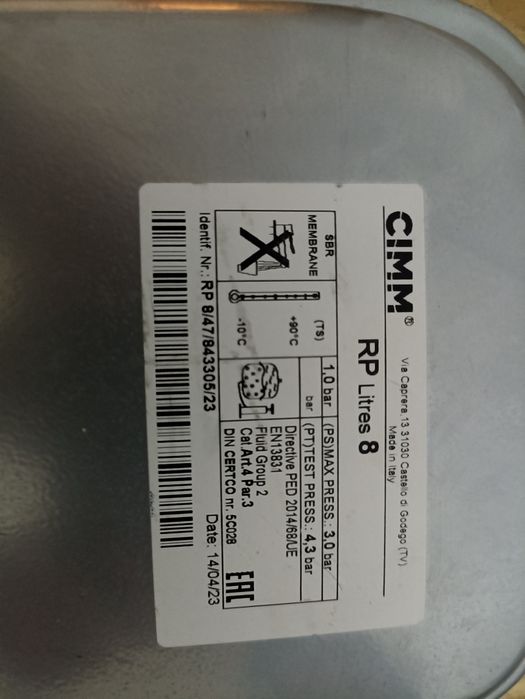 CIMM®
Via Caprera,13 31030 Castello di Godego (TV)
Made in Italy
RP Litres 8
SBR
MEMBRANE
(TS)
+90°C
-10°C
1,0 bar
bar
(PS)MAX PRESS.: 3,0 bar
(PT)TEST PRESS.: 4,3 bar
Directive PED 2014/68/UE
EN13831
Fluid Group 2
Cat.Art.4 Par.3
DIN CERTCO nr. 5C028
EAC
Identif. Nr.: RP 8/47/843305/23
Date: 14/04/23